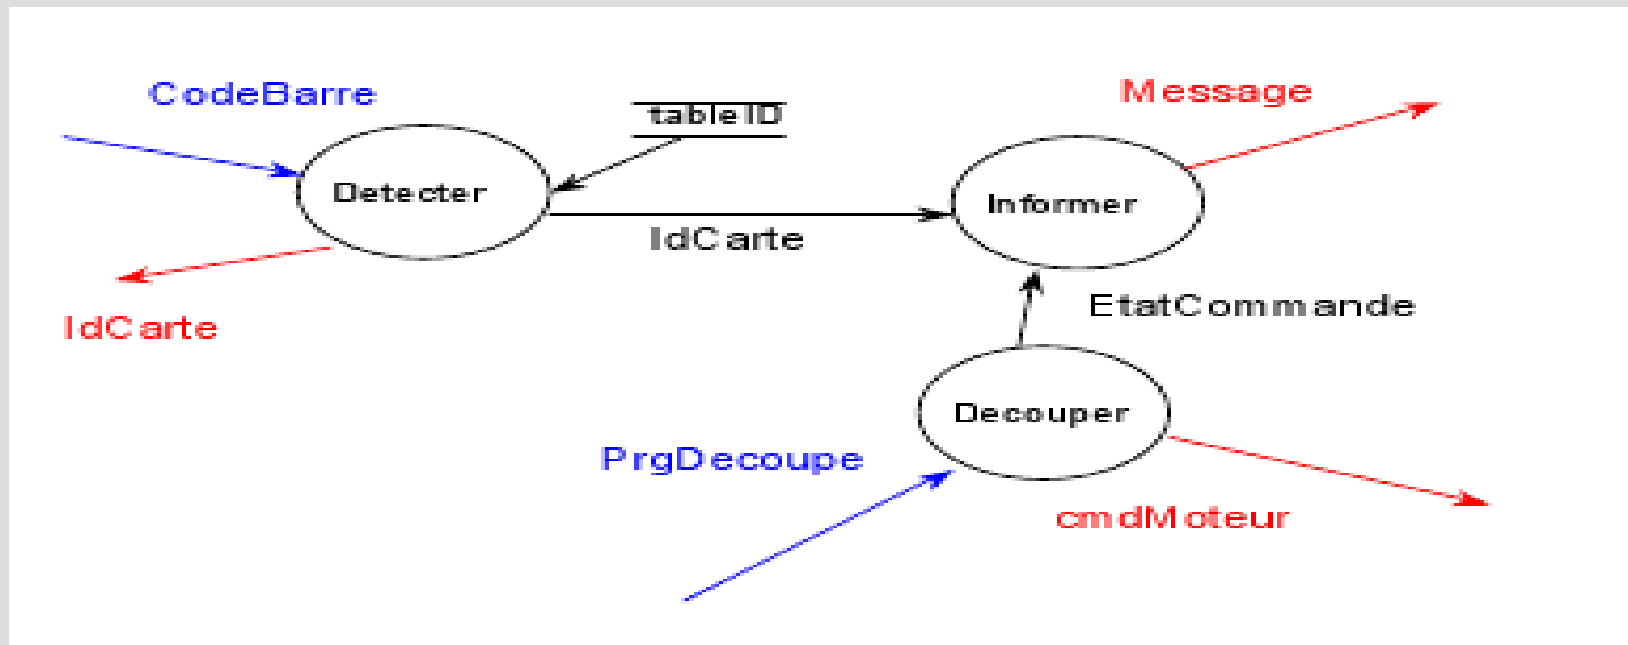 CodeBarre
Message
tableID
Detecter
Informer
IdCarte
EtatCommande
IdCarte
Decouper
PrgDecoupe
cmdMoteur